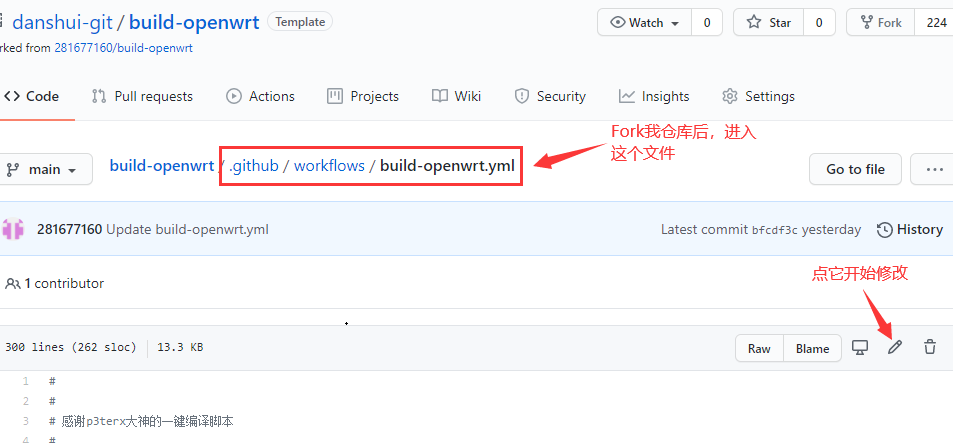 danshui-git / build-openwrt Template
Watch 0 Star 0 Fork 224
rked from 281677160/build-openwrt
Code Pull requests Actions Projects Wiki Security Insights Settings
Fork我仓库后，进入
这个文件
main build-openwrt / .github / workflows / build-openwrt.yml Go to file ...
281677160 Update build-openwrt.yml Latest commit bfcdf3c yesterday History
点它开始修改
1 contributor
300 lines (262 sloc) 13.3 KB Raw Blame
1 #
2 #
3 # 感谢p3terx大神的一键编译脚本
4 #